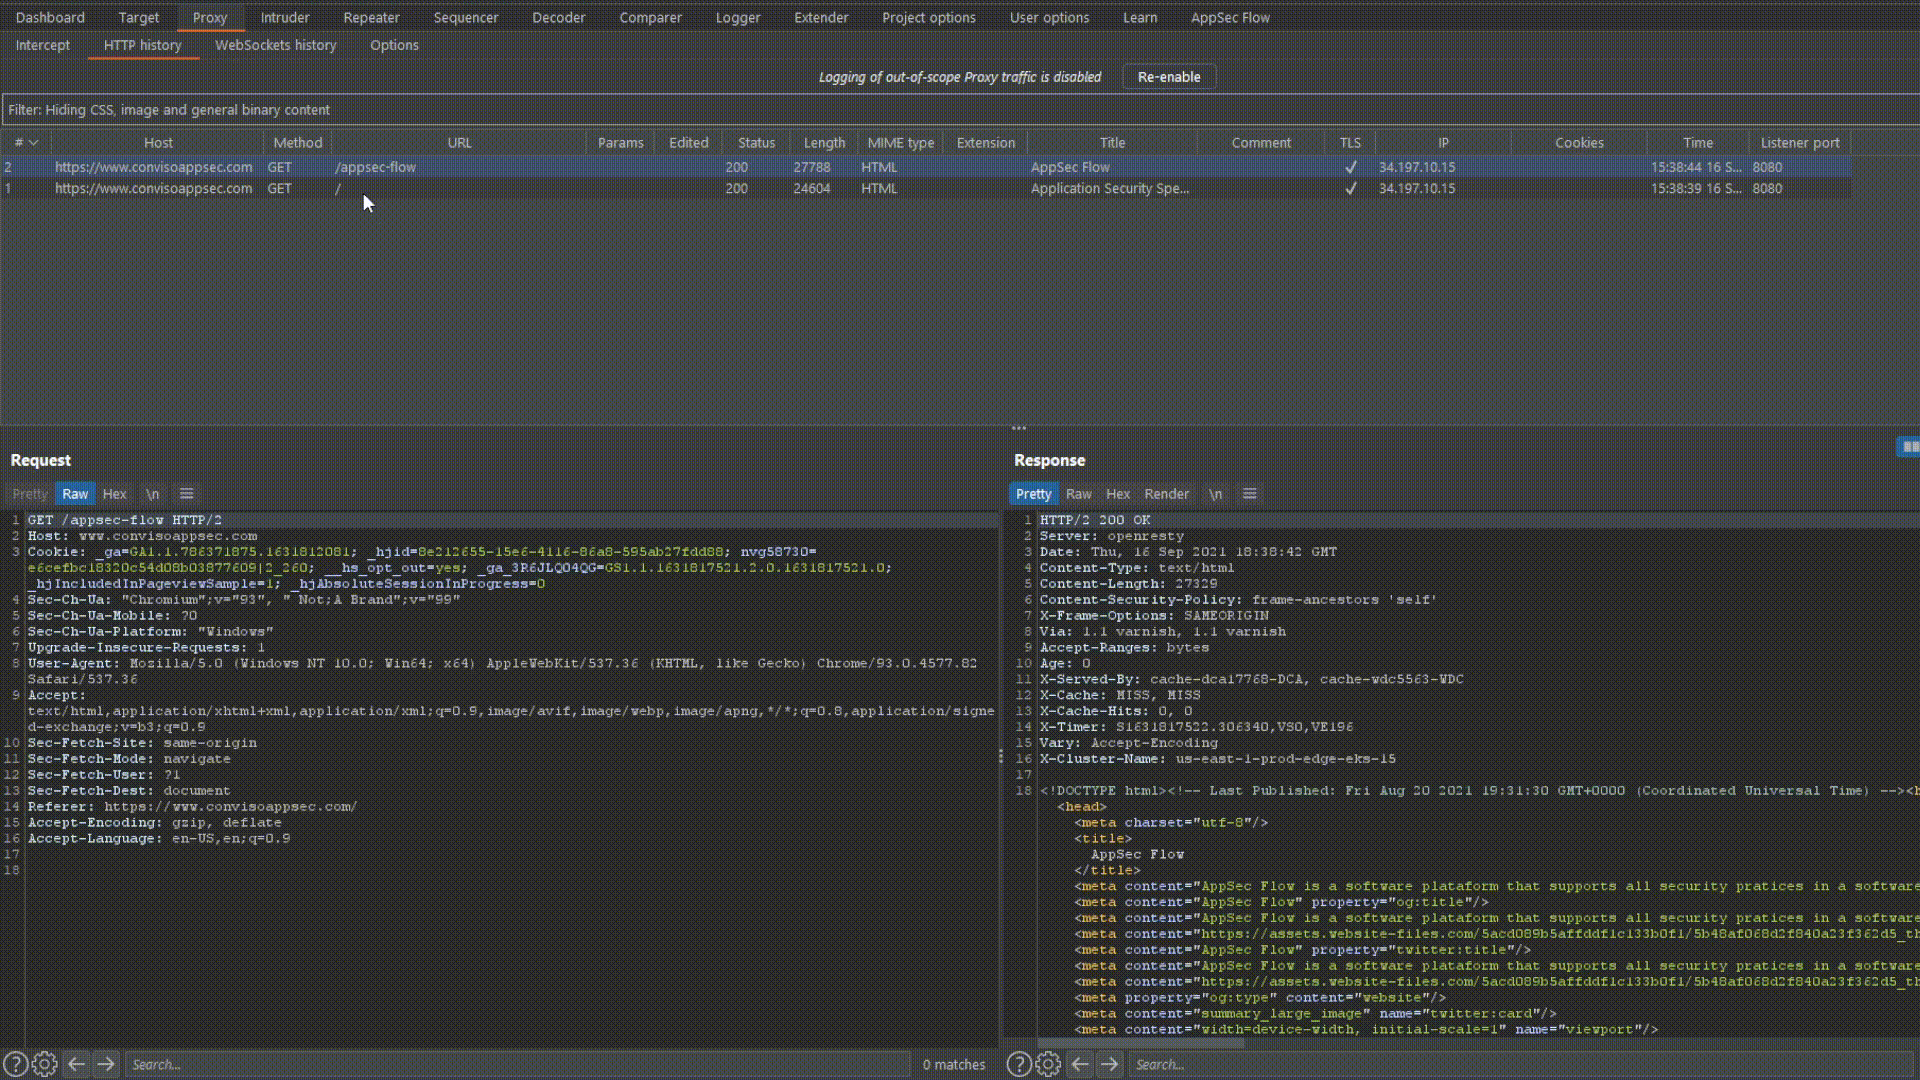 Dashboard Target Proxy Intruder Repeater Sequencer Decoder Comparer Logger Extender Project options User options Learn AppSec Flow
Intercept HTTP history WebSockets history Options
Logging of out-of-scope Proxy traffic is disabled Re-enable
Filter: Hiding CSS, image and general binary content
# Host Method URL Params Edited Status Length MIME type Extension Title Comment TLS IP Cookies Time Listener port
2 https://www.convisoappsec.com GET /appsec-flow 200 27788 HTML AppSec Flow ✓ 34.197.10.15 15:38:44 16 S... 8080
1 https://www.convisoappsec.com GET / 200 24604 HTML Application Security Spe... ✓ 34.197.10.15 15:38:39 16 S... 8080
Request
Pretty Raw Hex \n
1 GET /appsec-flow HTTP/2
2 Host: www.convisoappsec.com
3 Cookie: _ga=GA1.1.786371875.1631812081; _hjid=8e212655-15e6-4116-86a8-595ab27fdd88; nvg58730=
e6cefbc18320c54d08b03877609|2_260; __hs_opt_out=yes; _ga_3R6JLQ04QG=GS1.1.1631817521.2.0.1631817521.0;
_hjIncludedInPageviewSample=1; _hjAbsoluteSessionInProgress=0
4 Sec-Ch-Ua: "Chromium";v="93", " Not;A Brand";v="99"
5 Sec-Ch-Ua-Mobile: ?0
6 Sec-Ch-Ua-Platform: "Windows"
7 Upgrade-Insecure-Requests: 1
8 User-Agent: Mozilla/5.0 (Windows NT 10.0; Win64; x64) AppleWebKit/537.36 (KHTML, like Gecko) Chrome/93.0.4577.82
Safari/537.36
9 Accept:
text/html,application/xhtml+xml,application/xml;q=0.9,image/avif,image/webp,image/apng,*/*;q=0.8,application/signe
d-exchange;v=b3;q=0.9
10 Sec-Fetch-Site: same-origin
11 Sec-Fetch-Mode: navigate
12 Sec-Fetch-User: ?1
13 Sec-Fetch-Dest: document
14 Referer: https://www.convisoappsec.com/
15 Accept-Encoding: gzip, deflate
16 Accept-Language: en-US,en;q=0.9
17
18
Search... 0 matches
Response
Pretty Raw Hex Render \n
1 HTTP/2 200 OK
2 Server: openresty
3 Date: Thu, 16 Sep 2021 18:38:42 GMT
4 Content-Type: text/html
5 Content-Length: 27329
6 Content-Security-Policy: frame-ancestors 'self'
7 X-Frame-Options: SAMEORIGIN
8 Via: 1.1 varnish, 1.1 varnish
9 Accept-Ranges: bytes
10 Age: 0
11 X-Served-By: cache-dca17768-DCA, cache-wdc5563-WDC
12 X-Cache: MISS, MISS
13 X-Cache-Hits: 0, 0
14 X-Timer: S1631817522.306340,VS0,VE196
15 Vary: Accept-Encoding
16 X-Cluster-Name: us-east-1-prod-edge-eks-15
17
18 <!DOCTYPE html><!-- Last Published: Fri Aug 20 2021 19:31:30 GMT+0000 (Coordinated Universal Time) --><h
<head>
<meta charset="utf-8"/>
<title>
AppSec Flow
</title>
<meta content="AppSec Flow is a software plataform that supports all security pratices in a software
<meta content="AppSec Flow" property="og:title"/>
<meta content="AppSec Flow is a software plataform that supports all security pratices in a software
<meta content="https://assets.website-files.com/5acd089b5affddf1c133b0f1/5b48af068d2f840a23f362d5_th
<meta content="AppSec Flow" property="twitter:title"/>
<meta content="AppSec Flow is a software plataform that supports all security pratices in a software
<meta content="https://assets.website-files.com/5acd089b5affddf1c133b0f1/5b48af068d2f840a23f362d5_th
<meta property="og:type" content="website"/>
<meta content="summary_large_image" name="twitter:card"/>
<meta content="width=device-width, initial-scale=1" name="viewport"/>
Search...